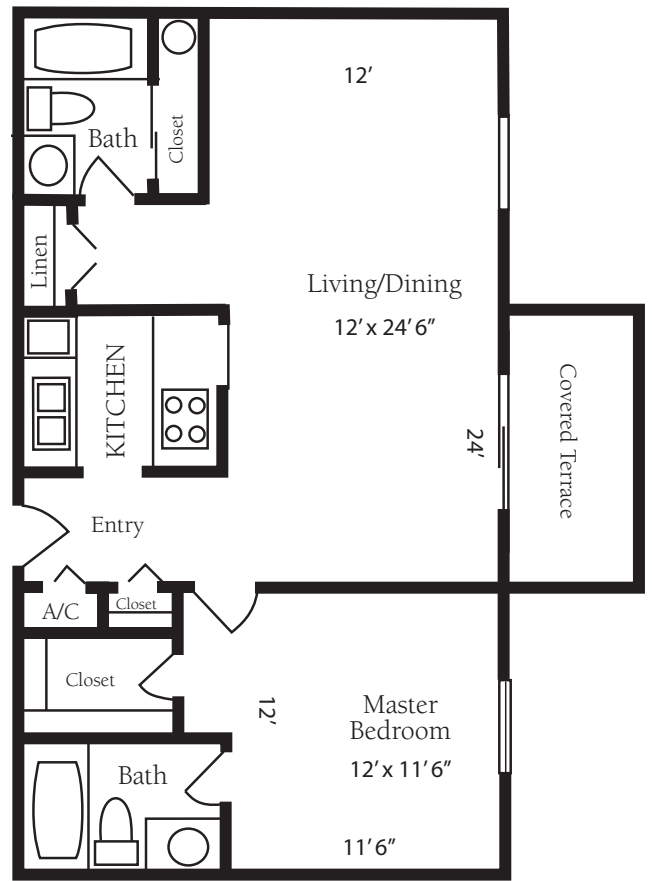 12’
Bath
Closet
Linen
Living/Dining
12’ x 24’ 6”
KITCHEN
Covered Terrace
24’
Entry
A/C
Closet
Closet
12’
Master
Bedroom
12’ x 11’ 6”
Bath
11’ 6”